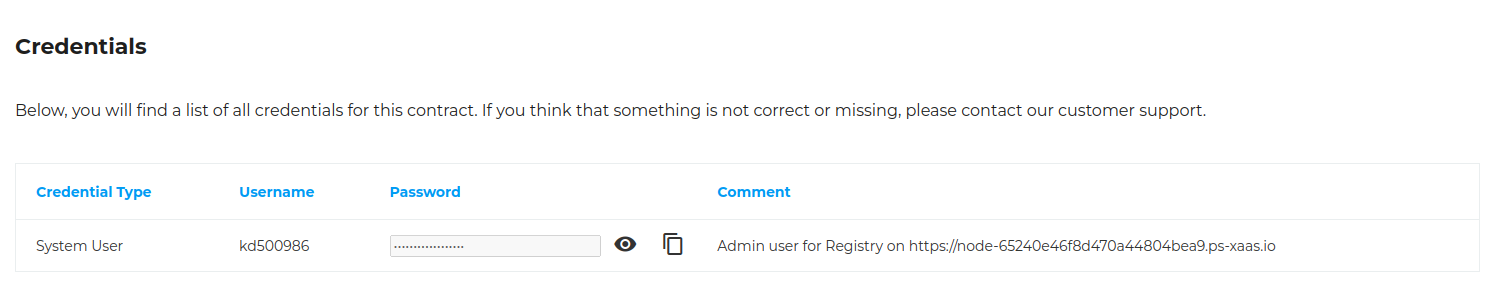 Credentials
Below, you will find a list of all credentials for this contract. If you think that something is not correct or missing, please contact our customer support.
Credential Type Username Password Comment
System User kd500986 •••••••••••••••••• Admin user for Registry on https://node-65240e46f8d470a44804bea9.ps-xaas.io